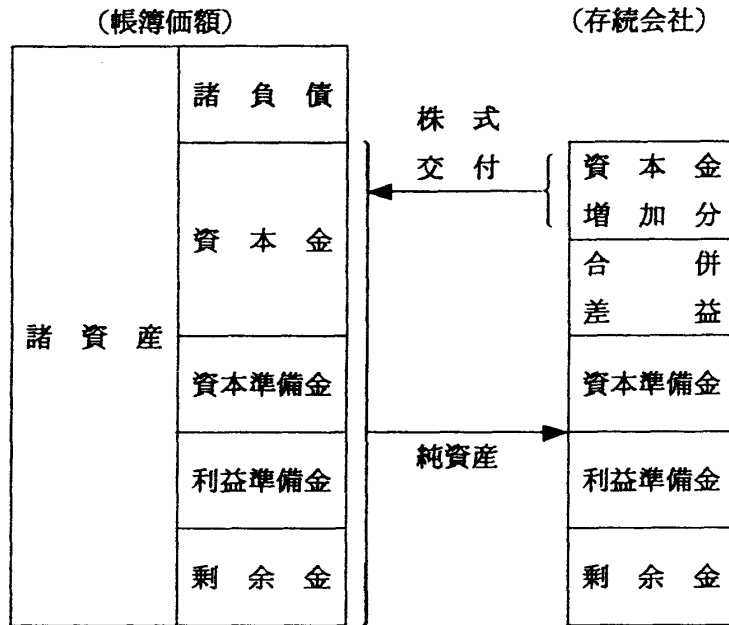 (帳簿価額)
(存続会社)
諸負債
資本金
諸資産
資本準備金
利益準備金
剰余金
株式
交付
純資産
資本金
増加分
合併
差益
資本準備金
利益準備金
剰余金